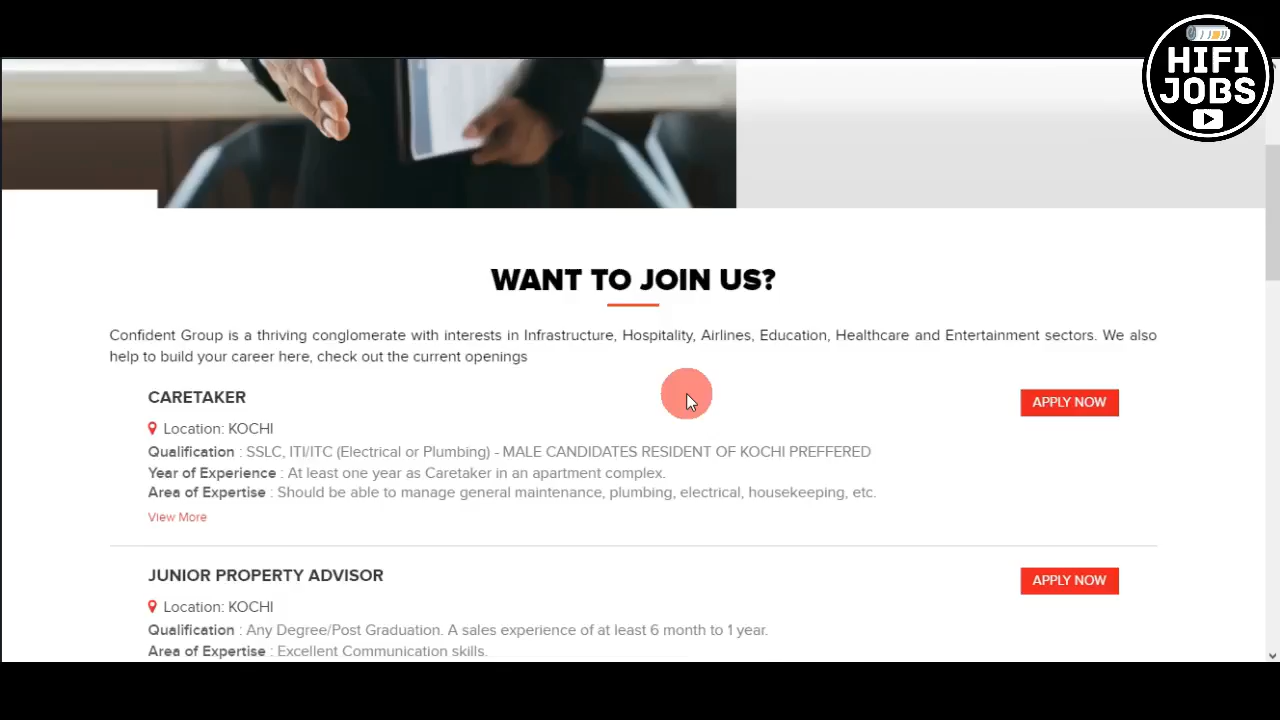 HIFI
JOBS
WANT TO JOIN US?
Confident Group is a thriving conglomerate with interests in Infrastructure, Hospitality, Airlines, Education, Healthcare and Entertainment sectors. We also
help to build your career here, check out the current openings
CARETAKER
APPLY NOW
Location: KOCHI
Qualification : SSLC, ITI/ITC (Electrical or Plumbing) - MALE CANDIDATES RESIDENT OF KOCHI PREFFERED
Year of Experience : At least one year as Caretaker in an apartment complex.
Area of Expertise : Should be able to manage general maintenance, plumbing, electrical, housekeeping, etc.
View More
JUNIOR PROPERTY ADVISOR
APPLY NOW
Location: KOCHI
Qualification : Any Degree/Post Graduation. A sales experience of at least 6 month to 1 year.
Area of Expertise : Excellent Communication skills.